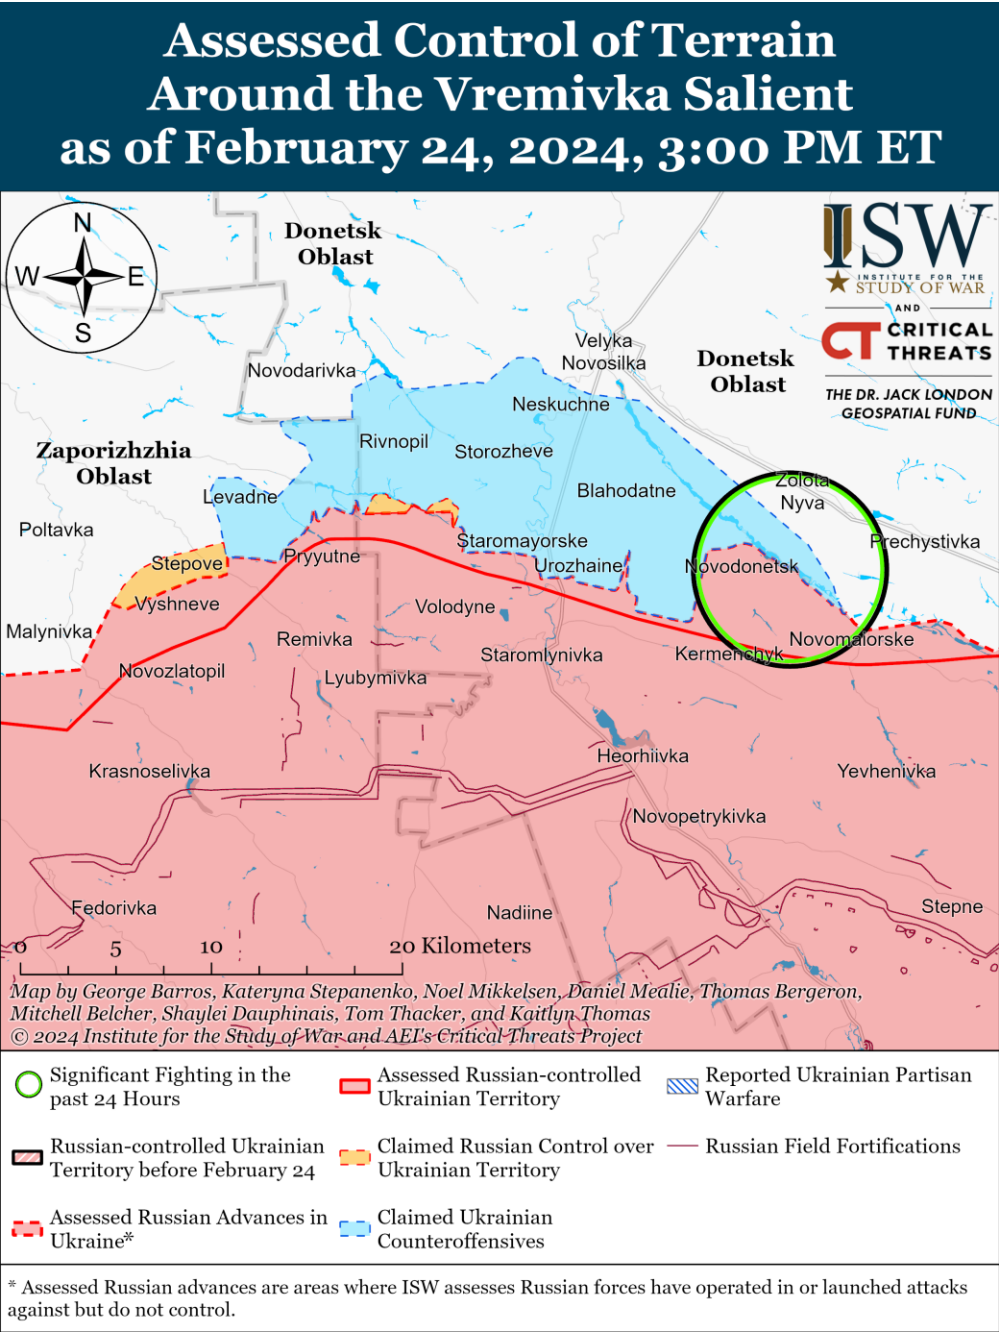 Assessed Control of Terrain
Around the Vremivka Salient
as of February 24, 2024, 3:00 PM ET
N
W
E
S
Donetsk
Oblast
ISW
INSTITUTE FOR THE
STUDY OF WAR
AND
CT CRITICAL
THREATS
THE DR. JACK LONDON
GEOSPATIAL FUND
Velyka
Novosilka
Donetsk
Oblast
Novodarivka
Neskuchne
Rivnopil
Storozheve
Zaporizhzhia
Oblast
Zolota
Nyva
Levadne
Blahodatne
Poltavka
Staromayorske
Prechystivka
Stepove
Pryyutne
Urozhaine
Novodonetsk
Vyshneve
Volodyne
Malynivka
Remivka
Novomaiorske
Staromlynivka
Kermenchyk
Novozlatopil
Lyubymivka
Heorhiivka
Krasnoselivka
Yevhenivka
Novopetrykivka
Fedorivka
Nadiine
Stepne
0 5 10 20 Kilometers
Map by George Barros, Kateryna Stepanenko, Noel Mikkelsen, Daniel Mealie, Thomas Bergeron,
Mitchell Belcher, Shaylei Dauphinais, Tom Thacker, and Kaitlyn Thomas
© 2024 Institute for the Study of War and AEI's Critical Threats Project
Significant Fighting in the
past 24 Hours
Assessed Russian-controlled
Ukrainian Territory
Reported Ukrainian Partisan
Warfare
Russian-controlled Ukrainian
Territory before February 24
Claimed Russian Control over
Ukrainian Territory
Russian Field Fortifications
Assessed Russian Advances in
Ukraine*
Claimed Ukrainian
Counteroffensives
* Assessed Russian advances are areas where ISW assesses Russian forces have operated in or launched attacks
against but do not control.